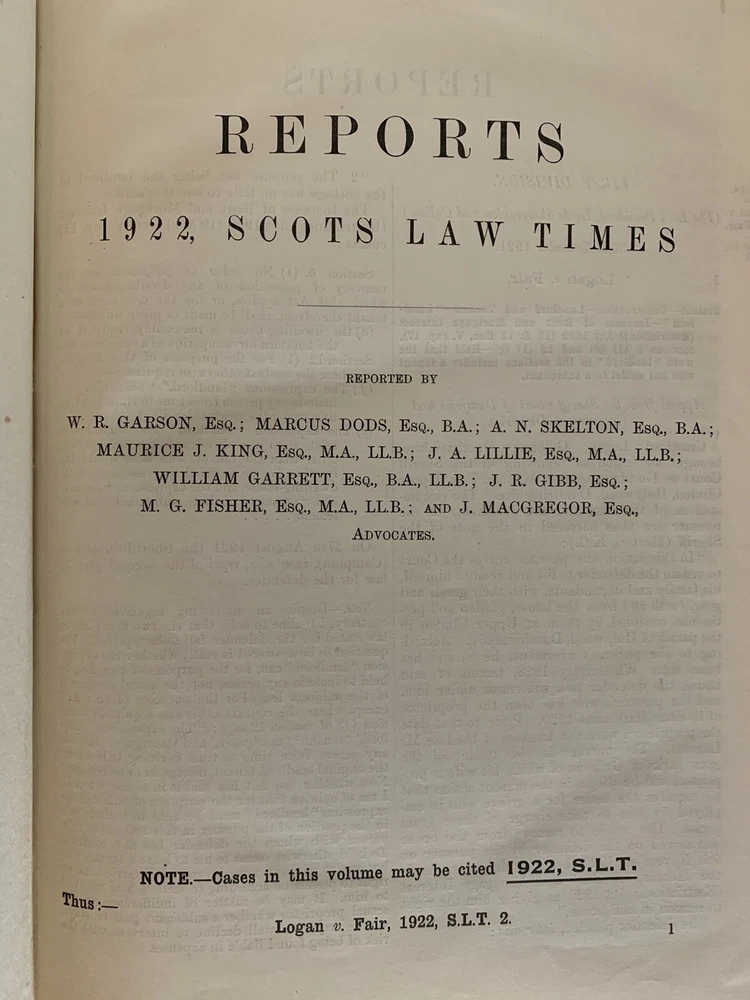 REPORTS
1922, SCOTS LAW TIMES
REPORTED BY
W. R. GARSON, Esq.; MARCUS DODS, Esq., B.A.; A. N. SKELTON, Esq., B.A.;
MAURICE J. KING, Esq., M.A., LL.B.; J. A. LILLIE, Esq., M.A., LL.B.;
WILLIAM GARRETT, Esq., B.A., LL.B.; J. R. GIBB, Esq.;
M. G. FISHER, Esq., M.A., LL.B.; AND J. MACGREGOR, Esq.,
ADVOCATES.
NOTE.—Cases in this volume may be cited 1922, S.L.T.
Thus:—
Logan v. Fair, 1922, S.L.T. 2.
1